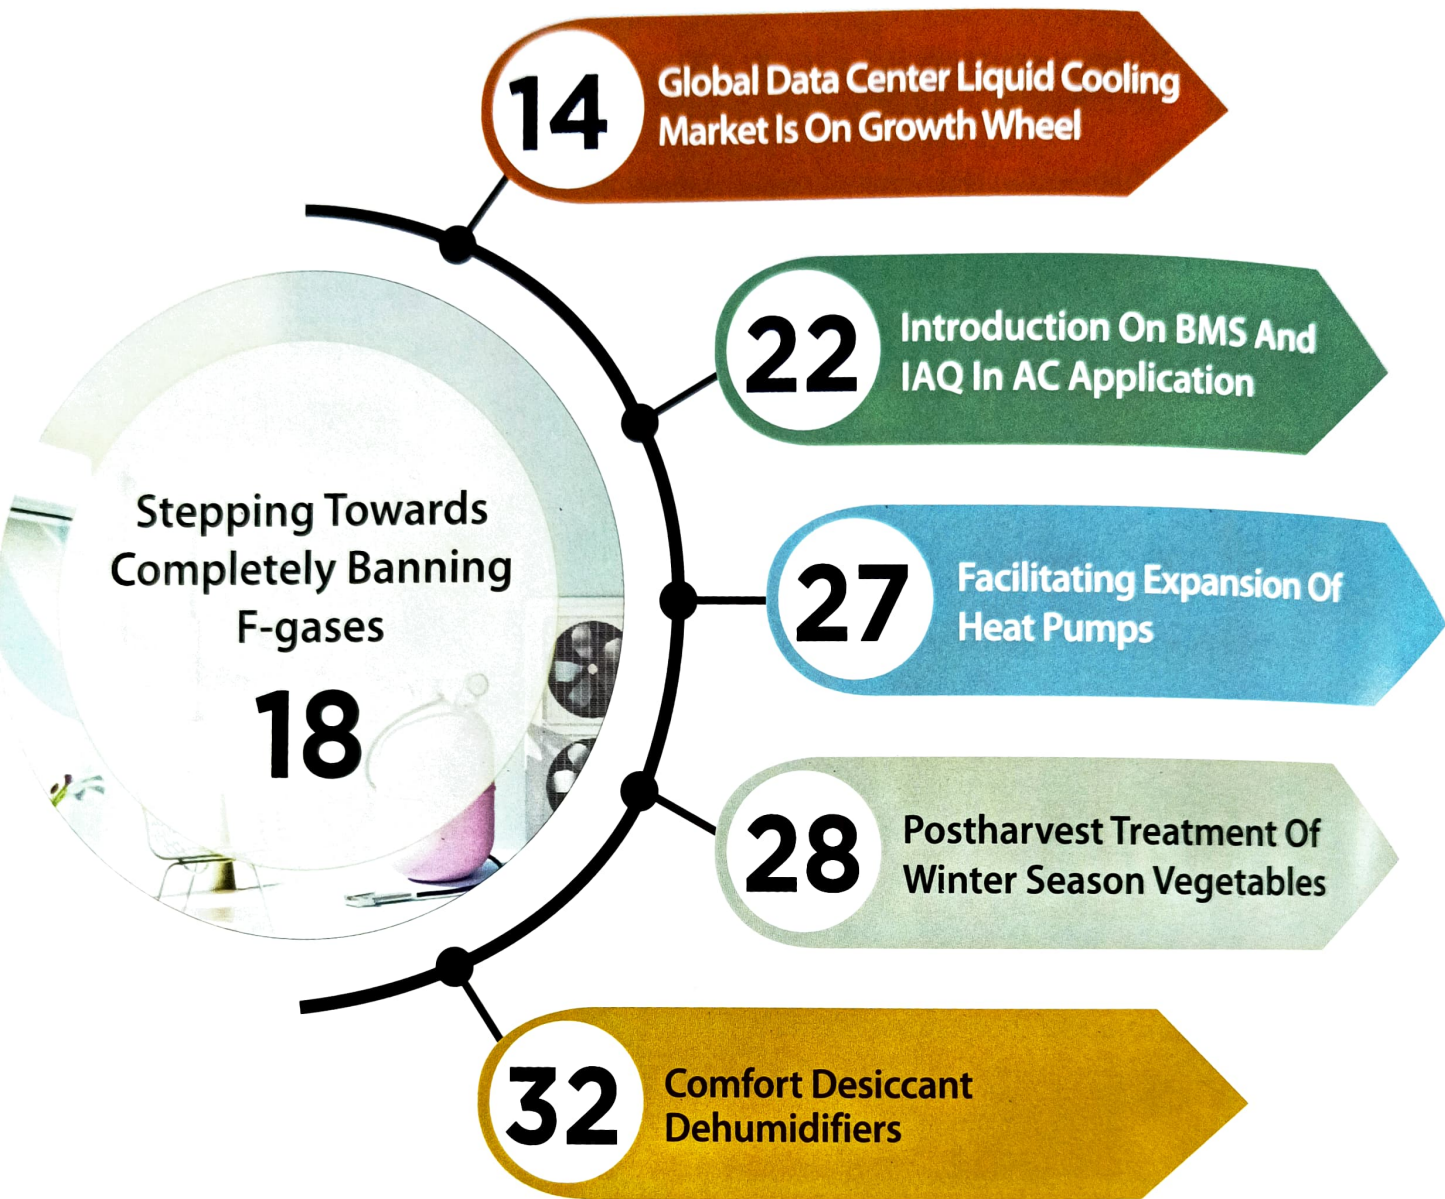 14
Global Data Center Liquid Cooling
Market Is On Growth Wheel
22
Introduction On BMS And
IAQ In AC Application
Stepping Towards
Completely Banning
F-gases
18
27
Facilitating Expansion Of
Heat Pumps
28
Postharvest Treatment Of
Winter Season Vegetables
32
Comfort Desiccant
Dehumidifiers